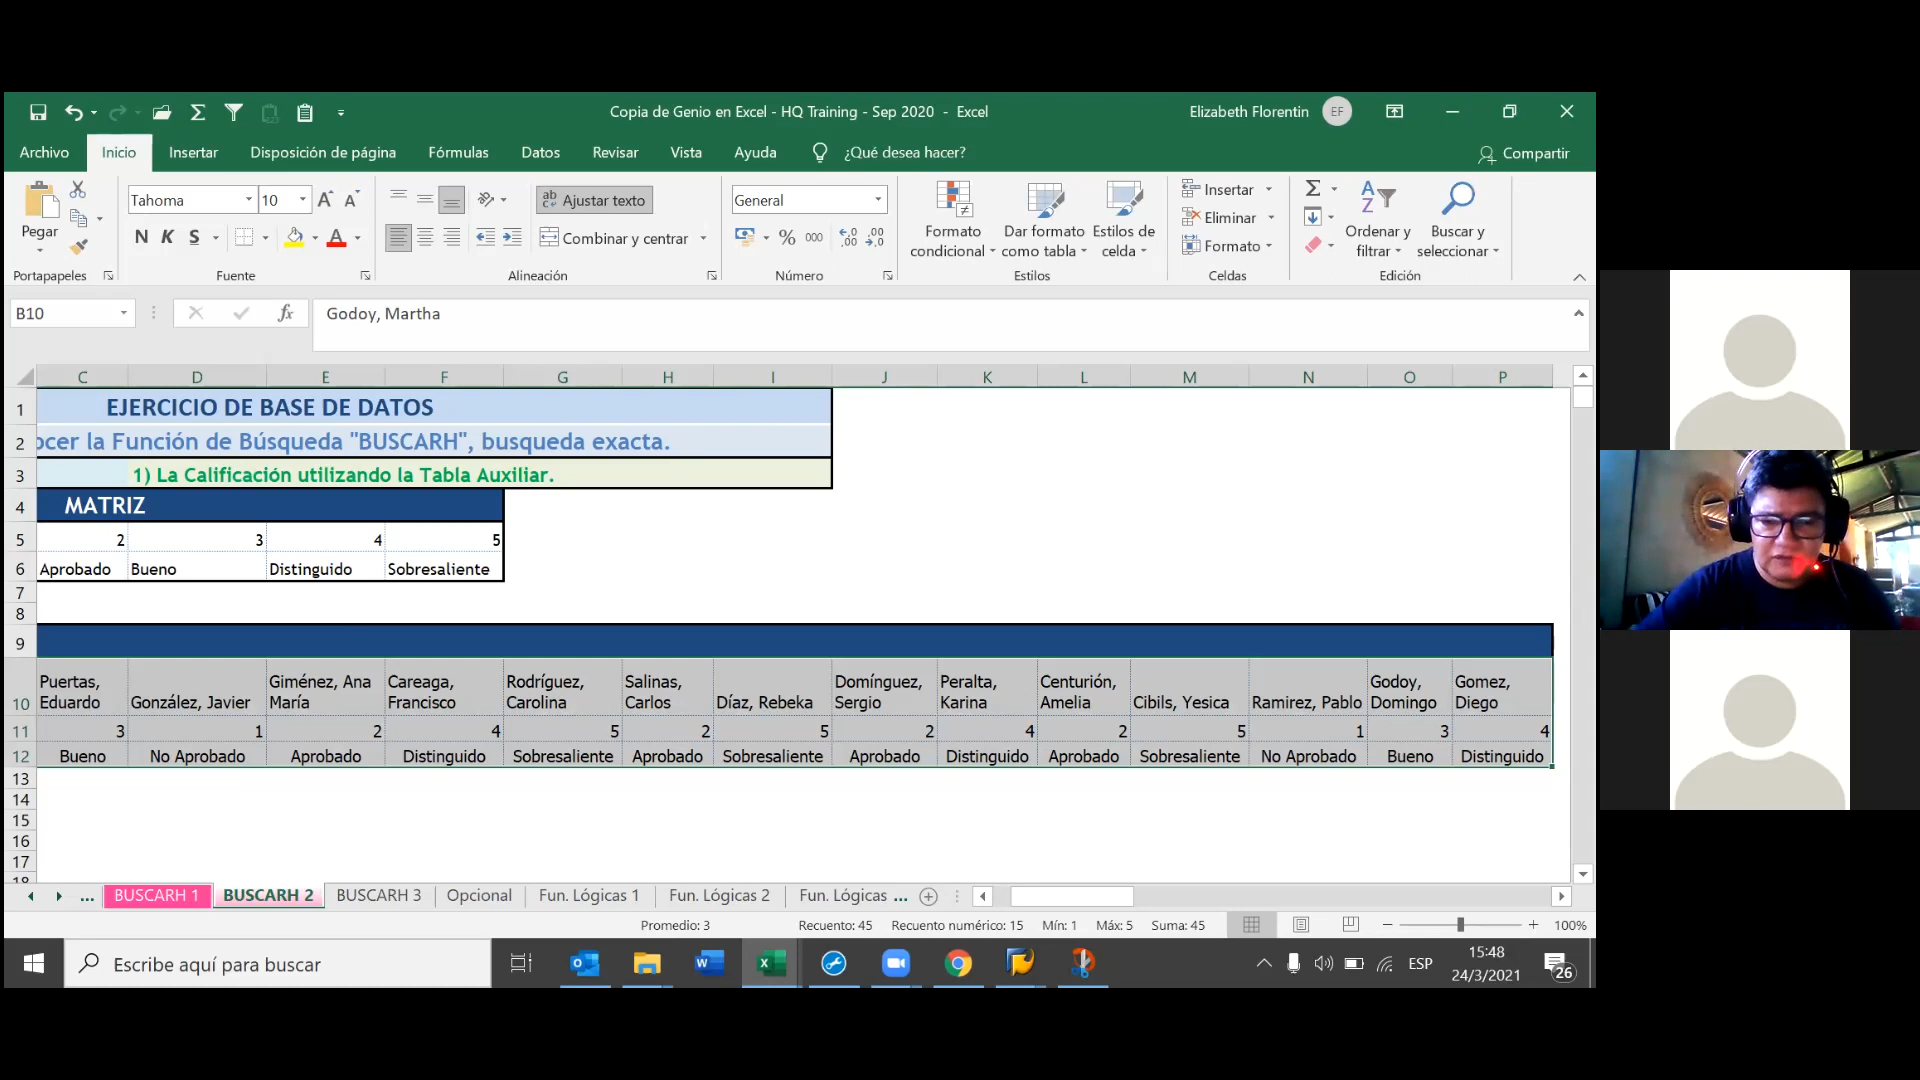 Copia de Genio en Excel - HQ Training - Sep 2020 - Excel
Elizabeth Florentin
EF
Archivo Inicio Insertar Disposición de página Fórmulas Datos Revisar Vista Ayuda ¿Qué desea hacer? Compartir
Pegar
Portapapeles
Tahoma 10
N K S
Fuente
Ajustar texto
Combinar y centrar
Alineación
General
% 000
Número
Formato condicional
Dar formato como tabla
Estilos de celda
Estilos
Insertar
Eliminar
Formato
Celdas
Ordenar y filtrar
Buscar y seleccionar
Edición
B10
fx
Godoy, Martha
C D E F G H I J K L M N O P
1 EJERCICIO DE BASE DE DATOS
2 ocer la Función de Búsqueda "BUSCARH", busqueda exacta.
3 1) La Calificación utilizando la Tabla Auxiliar.
4 MATRIZ
5 2 3 4 5
6 Aprobado Bueno Distinguido Sobresaliente
7
8
9
10 Puertas, Eduardo González, Javier Giménez, Ana María Careaga, Francisco Rodríguez, Carolina Salinas, Carlos Díaz, Rebeka Domínguez, Sergio Peralta, Karina Centurión, Amelia Cibils, Yesica Ramirez, Pablo Godoy, Domingo Gomez, Diego
11 3 1 2 4 5 2 5 2 4 2 5 1 3 4
12 Bueno No Aprobado Aprobado Distinguido Sobresaliente Aprobado Sobresaliente Aprobado Distinguido Aprobado Sobresaliente No Aprobado Bueno Distinguido
13
14
15
16
17
18
... BUSCARH 1 BUSCARH 2 BUSCARH 3 Opcional Fun. Lógicas 1 Fun. Lógicas 2 Fun. Lógicas ...
Promedio: 3 Recuento: 45 Recuento numérico: 15 Mín: 1 Máx: 5 Suma: 45 100%
Escribe aquí para buscar
ESP
15:48
24/3/2021
26